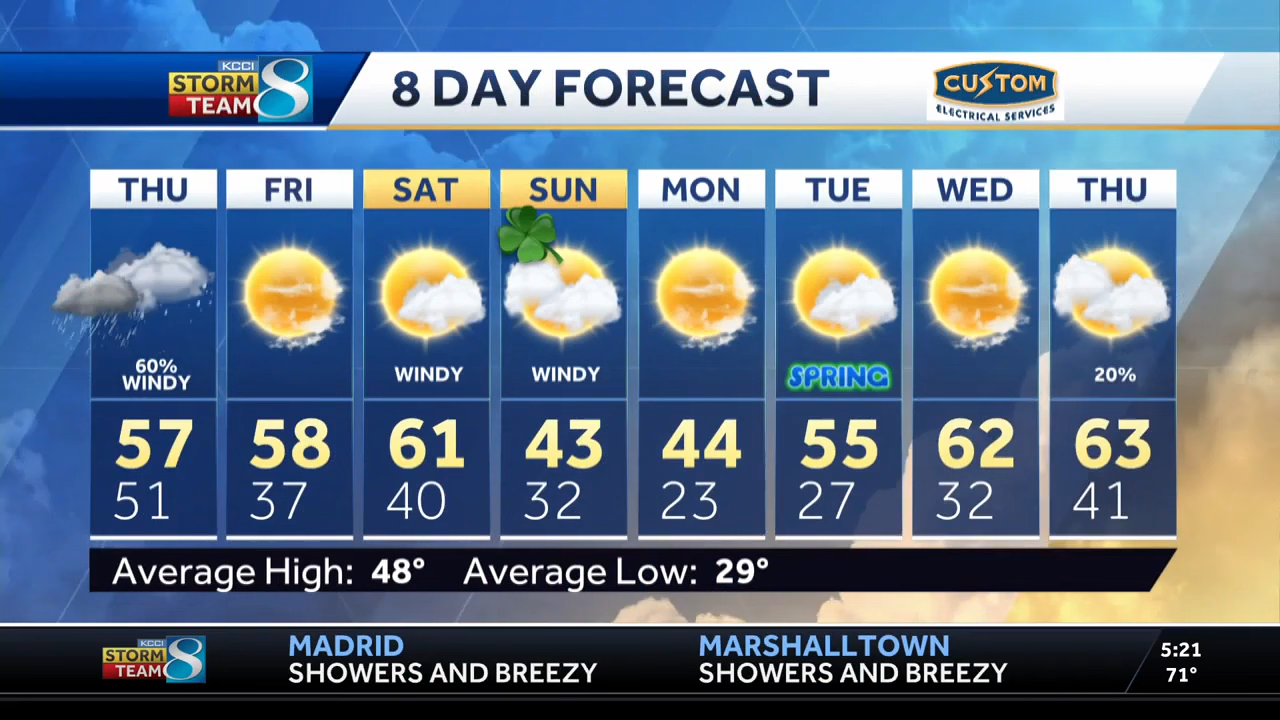 KCCI
STORM
TEAM 8
8 DAY FORECAST
CUSTOM
ELECTRICAL SERVICES
THU FRI SAT SUN MON TUE WED THU
60%
WINDY WINDY WINDY SPRING 20%
57 58 61 43 44 55 62 63
51 37 40 32 23 27 32 41
Average High: 48° Average Low: 29°
KCCI
STORM
TEAM 8
MADRID MARSHALLTOWN 5:21
SHOWERS AND BREEZY SHOWERS AND BREEZY 71°